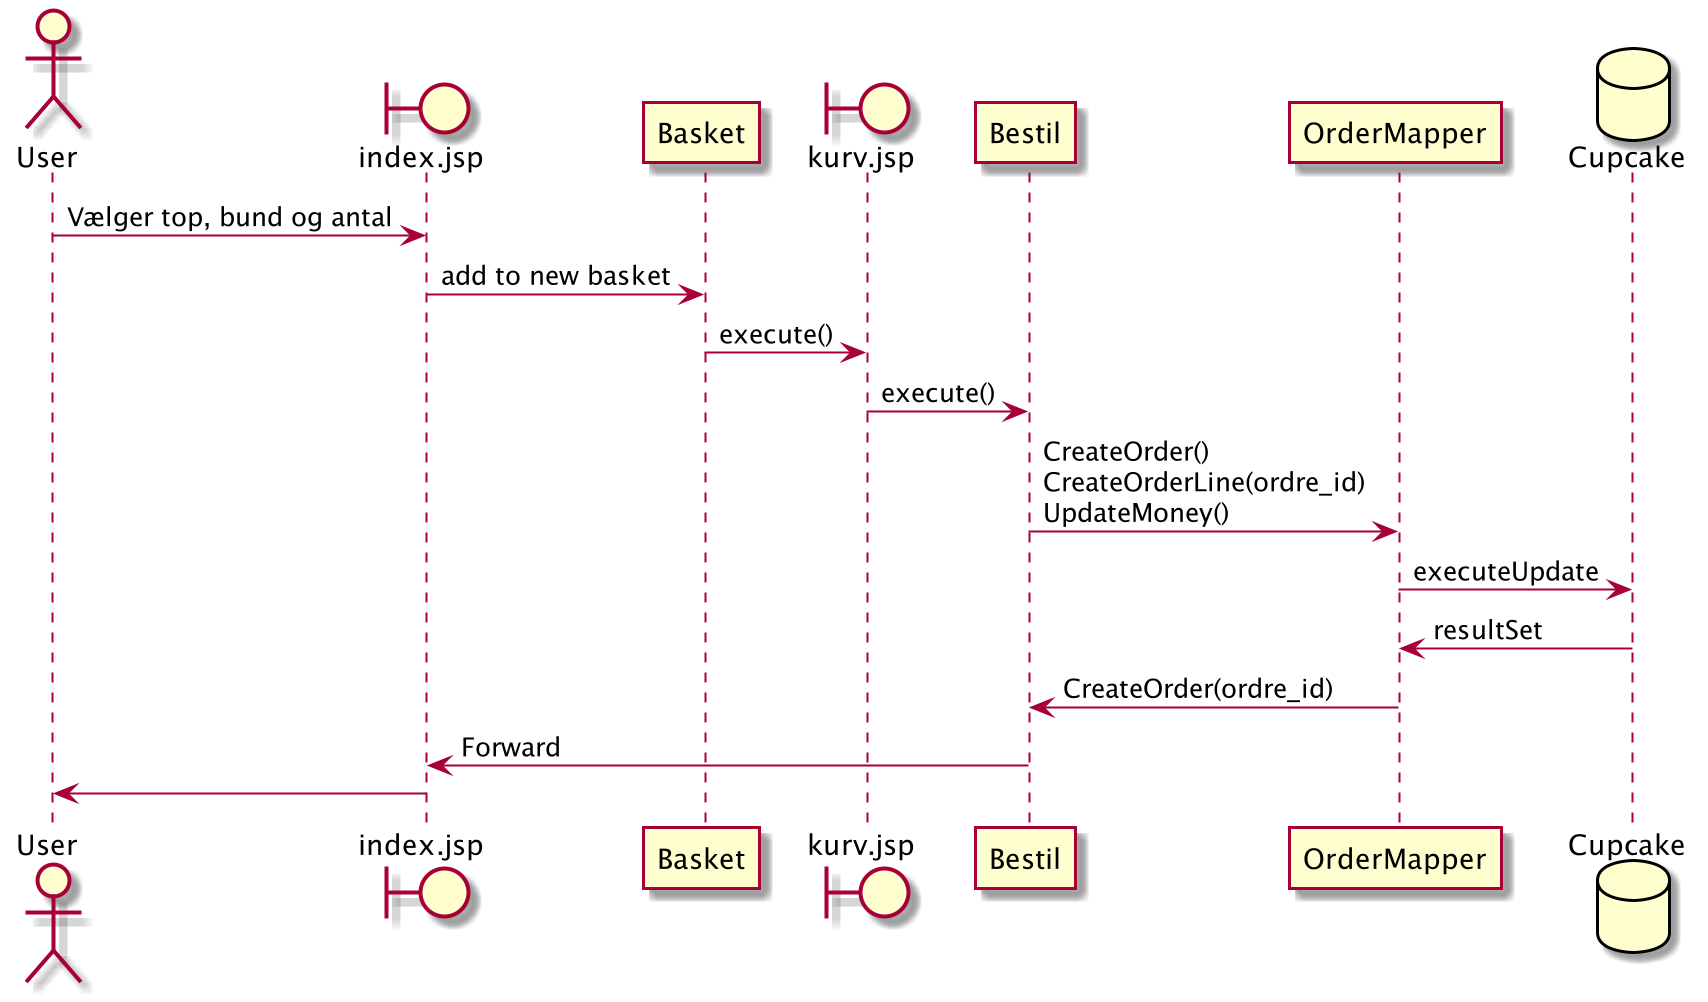 User
index.jsp
Basket
kurv.jsp
Bestil
OrderMapper
Cupcake
Vælger top, bund og antal
add to new basket
execute()
execute()
CreateOrder()
CreateOrderLine(ordre_id)
UpdateMoney()
executeUpdate
resultSet
CreateOrder(ordre_id)
Forward
User
index.jsp
Basket
kurv.jsp
Bestil
OrderMapper
Cupcake